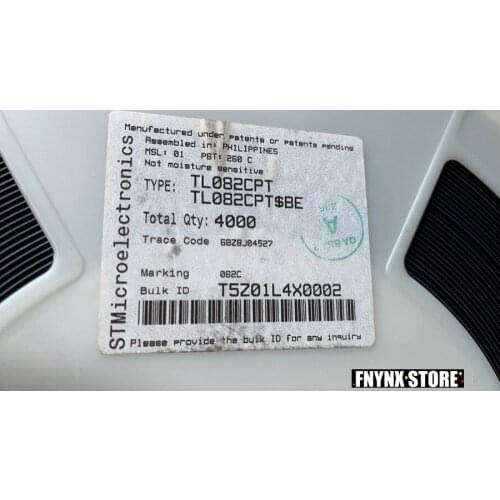 STMicroelectronics
Manufactured under patents or patents pending
Assembled in: PHILIPPINES
MSL: 01 PBT: 260 C
Not moisture sensitive
TYPE: TL082CPT
TL082CPT$BE
Total Qty: 4000
Trace Code GBZ8J04527
Marking 082C
Bulk ID T5Z01L4X0002
Please provide the bulk ID for any inquiry
A
FNYNX STORE